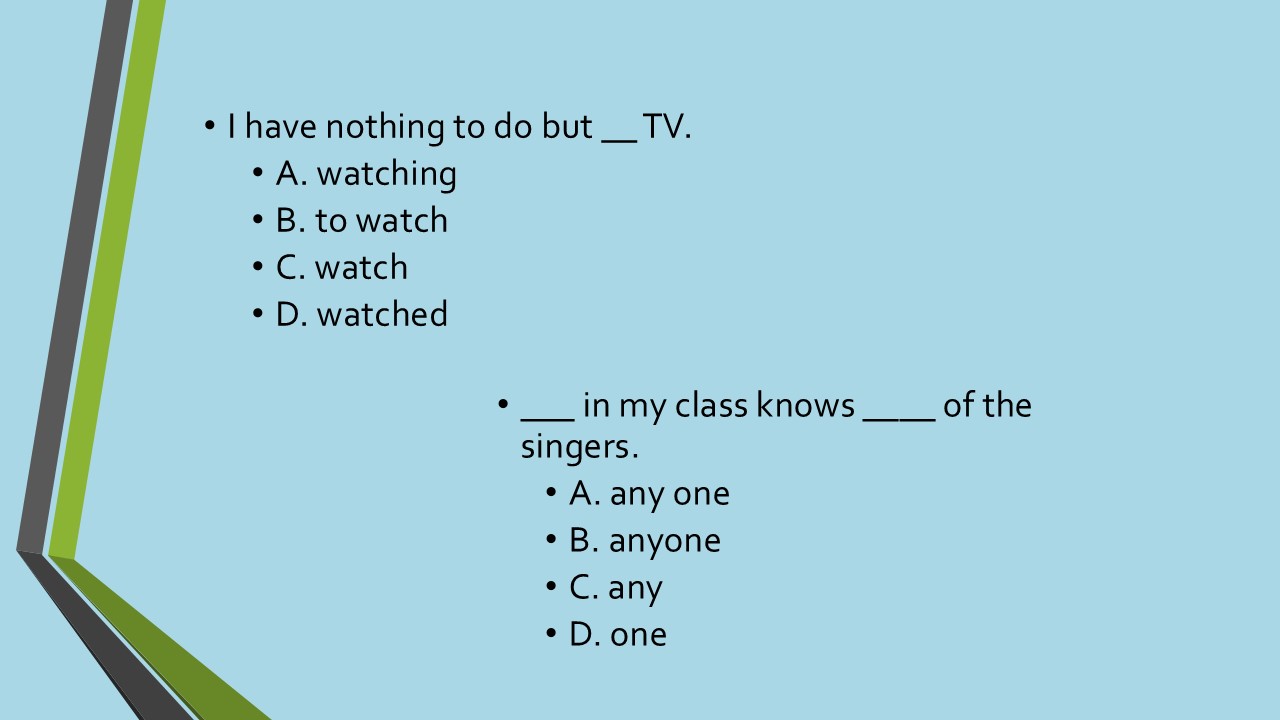 • I have nothing to do but __ TV.
• A. watching
• B. to watch
• C. watch
• D. watched
• ___ in my class knows ____ of the
singers.
• A. any one
• B. anyone
• C. any
• D. one